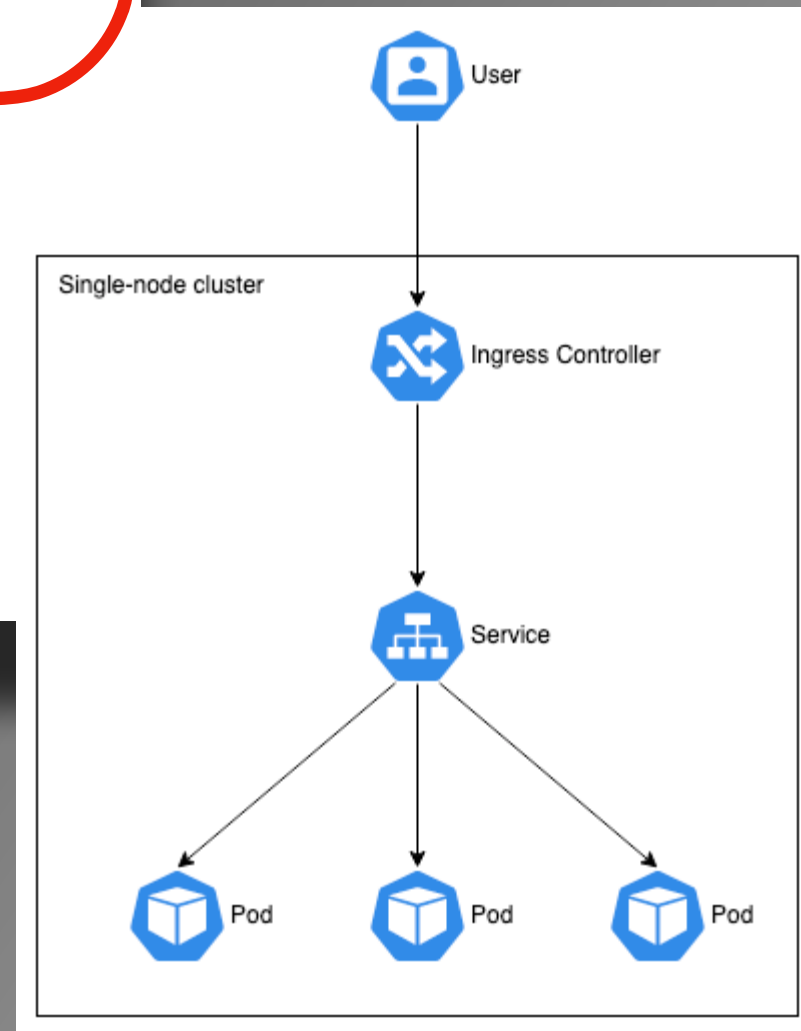 User
Single-node cluster
Ingress Controller
Service
Pod
Pod
Pod